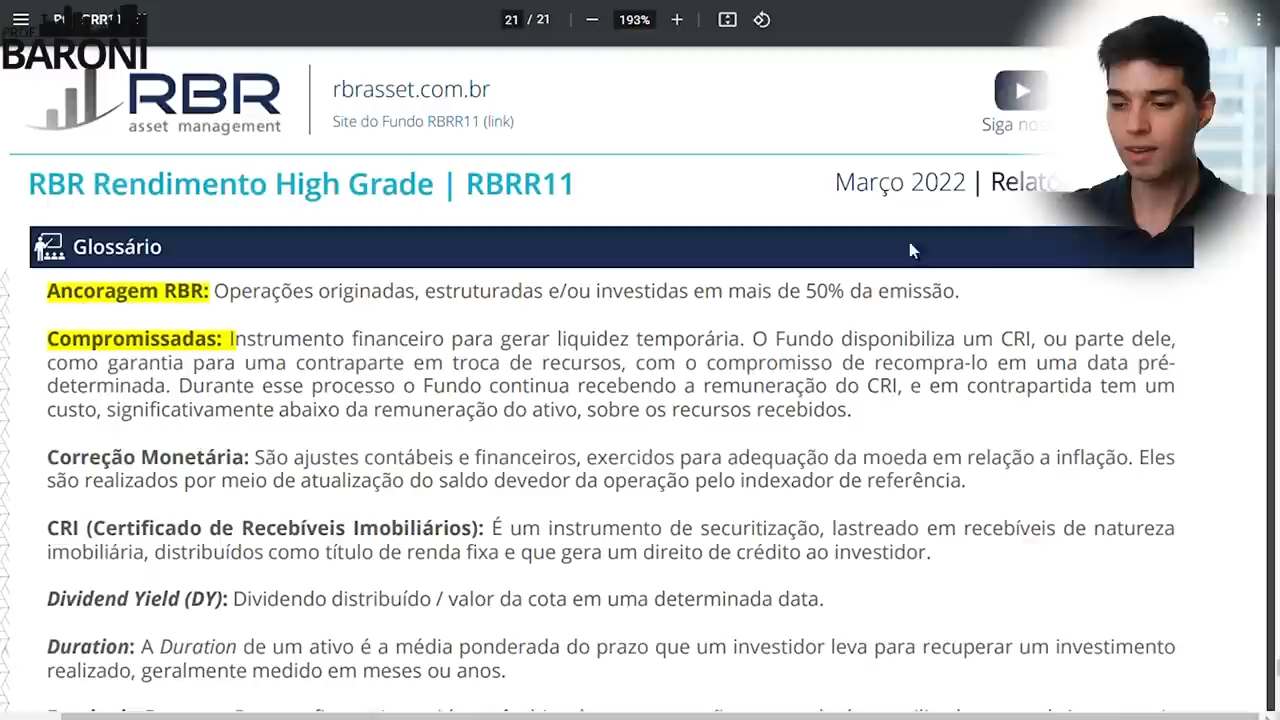 21 / 21
193%
PROF
BARONI
RBR
asset management
rbrasset.com.br
Site do Fundo RBRR11 (link)
Siga
RBR Rendimento High Grade | RBRR11
Março 2022 |
Glossário
Ancoragem RBR: Operações originadas, estruturadas e/ou investidas em mais de 50% da emissão.
Compromissadas: Instrumento financeiro para gerar liquidez temporária. O Fundo disponibiliza um CRI, ou parte dele,
como garantia para uma contraparte em troca de recursos, com o compromisso de recompra-lo em uma data pré-
determinada. Durante esse processo o Fundo continua recebendo a remuneração do CRI, e em contrapartida tem um
custo, significativamente abaixo da remuneração do ativo, sobre os recursos recebidos.
Correção Monetária: São ajustes contábeis e financeiros, exercidos para adequação da moeda em relação a inflação. Eles
são realizados por meio de atualização do saldo devedor da operação pelo indexador de referência.
CRI (Certificado de Recebíveis Imobiliários): É um instrumento de securitização, lastreado em recebíveis de natureza
imobiliária, distribuídos como título de renda fixa e que gera um direito de crédito ao investidor.
Dividend Yield (DY): Dividendo distribuído / valor da cota em uma determinada data.
Duration: A Duration de um ativo é a média ponderada do prazo que um investidor leva para recuperar um investimento
realizado, geralmente medido em meses ou anos.